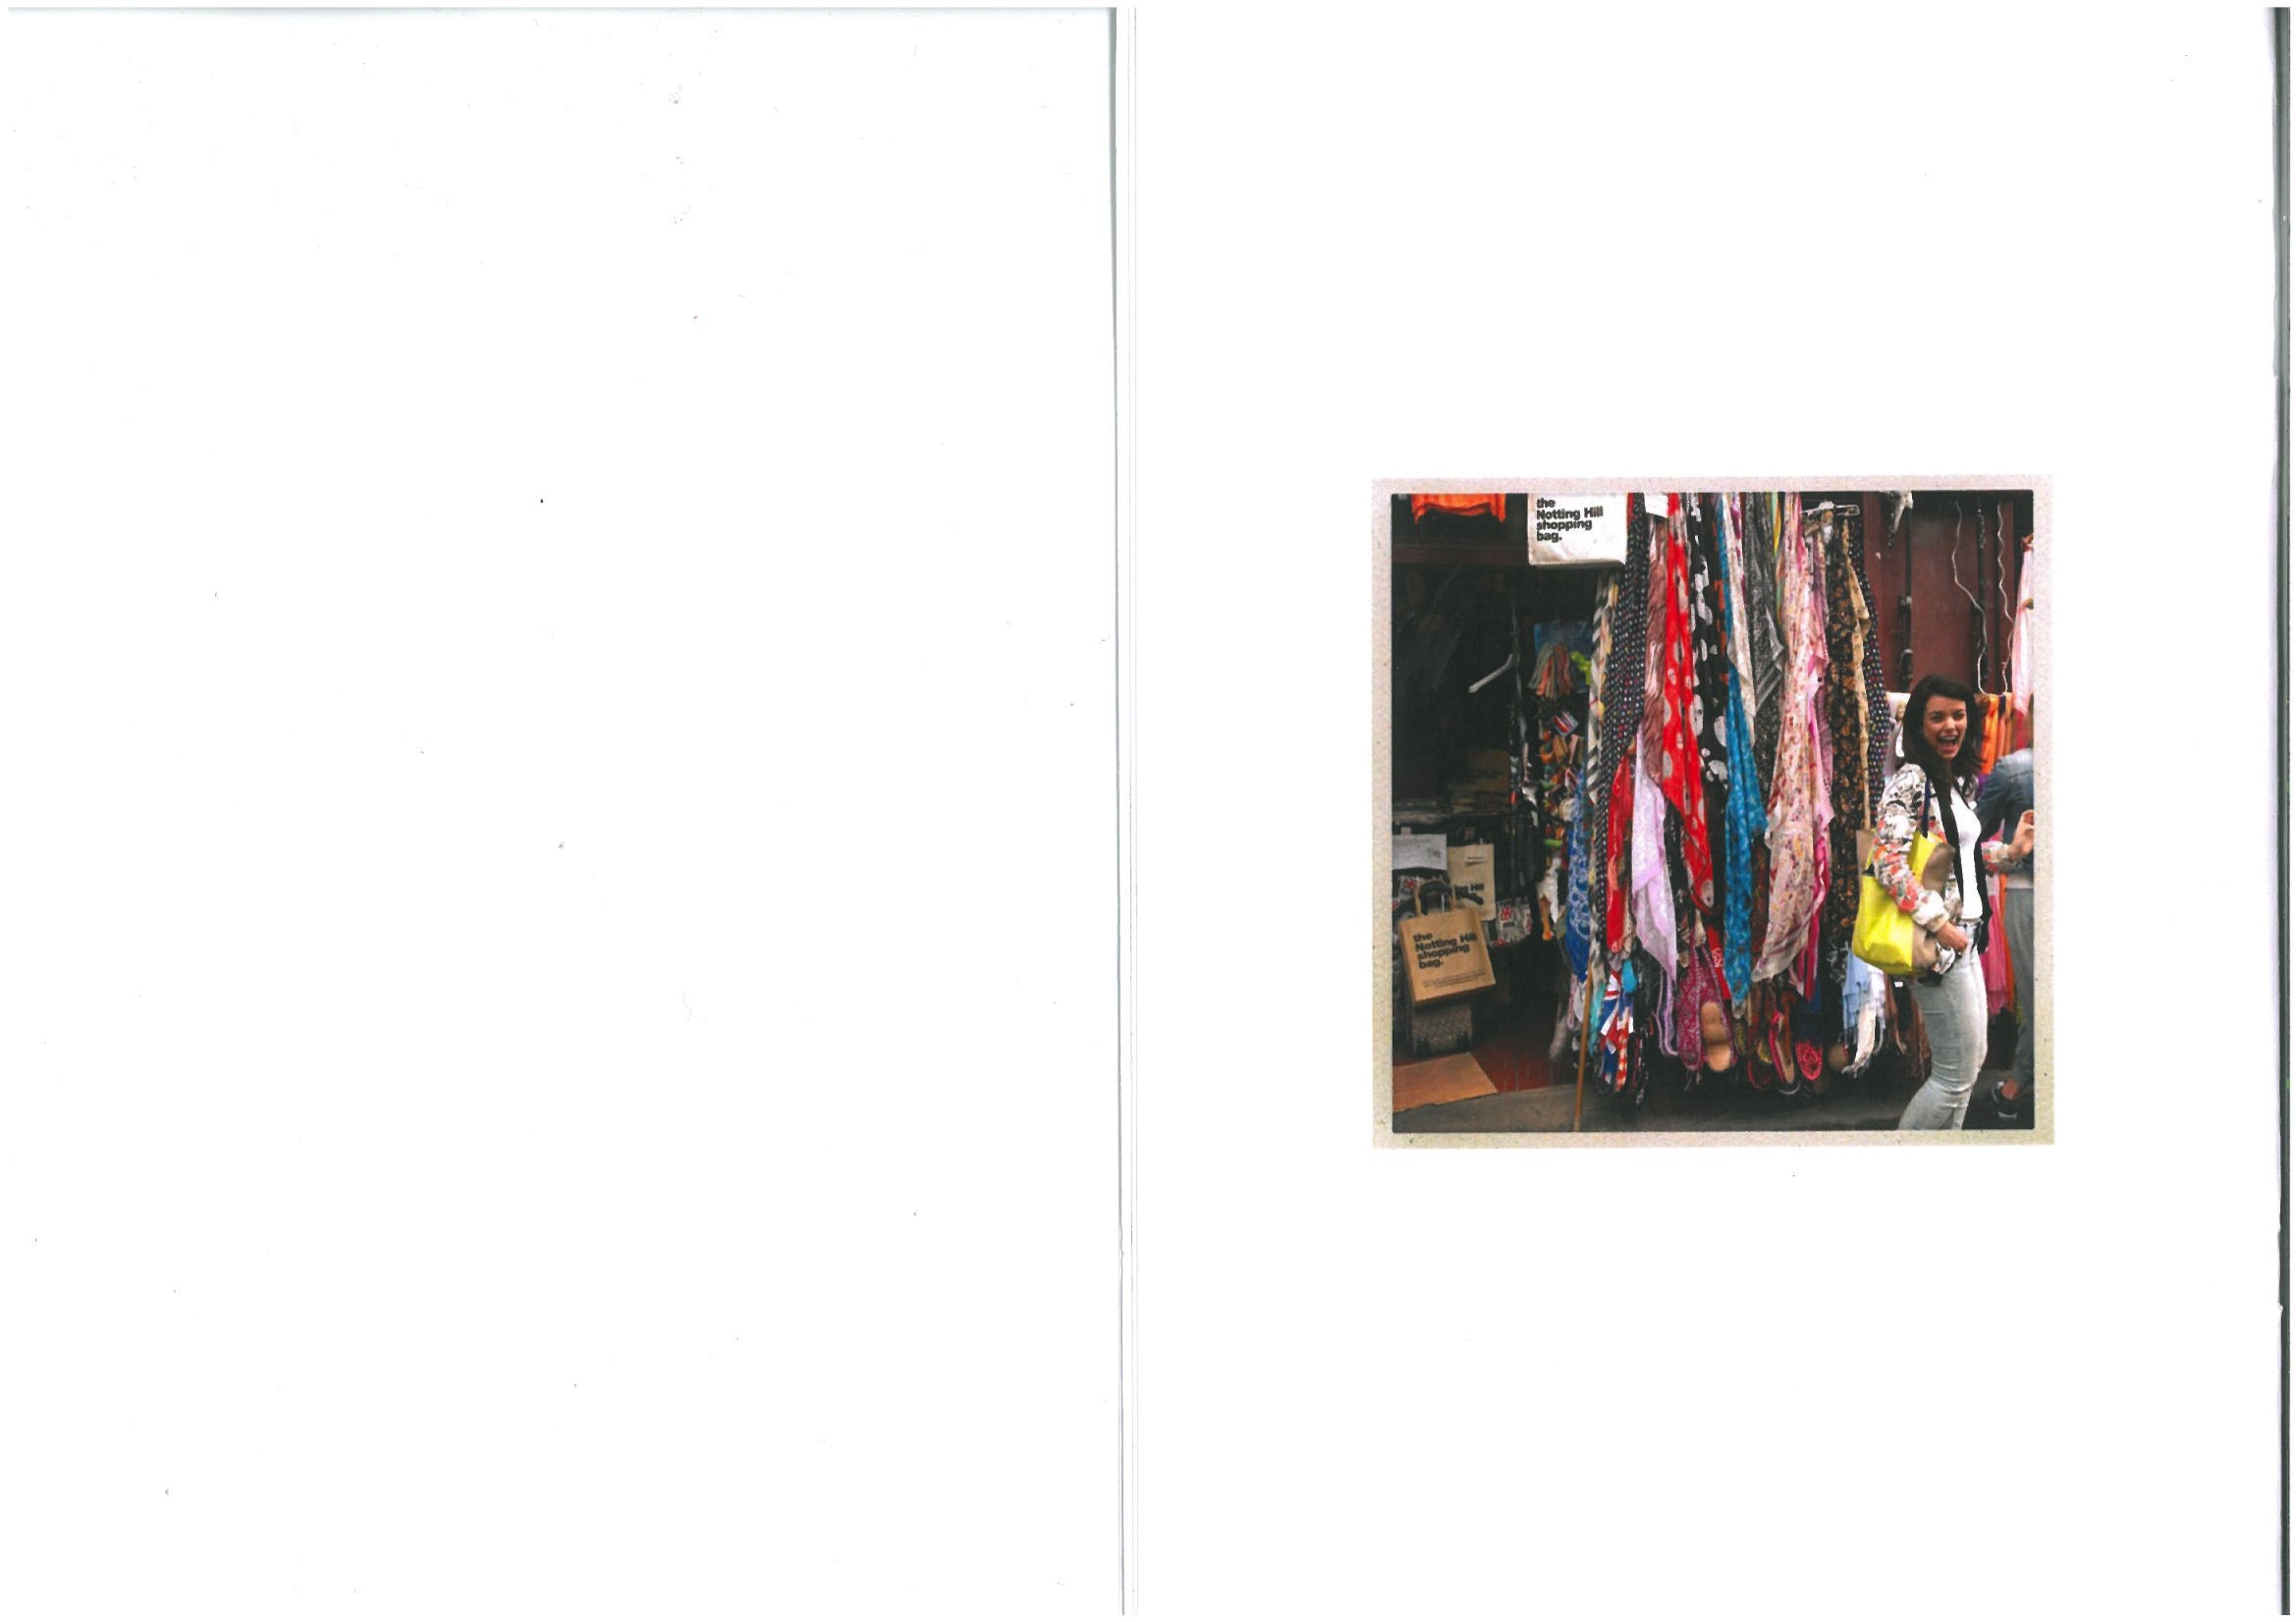 the
Notting Hill
shopping
bag.
the
Notting Hill
shopping
bag.